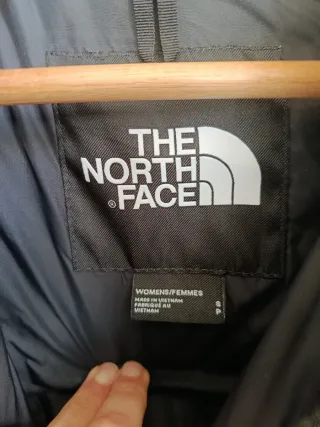 THE
NORTH
FACE
®
WOMENS/FEMMES
MADE IN VIETNAM
FABRIQUÉ AU
VIETNAM